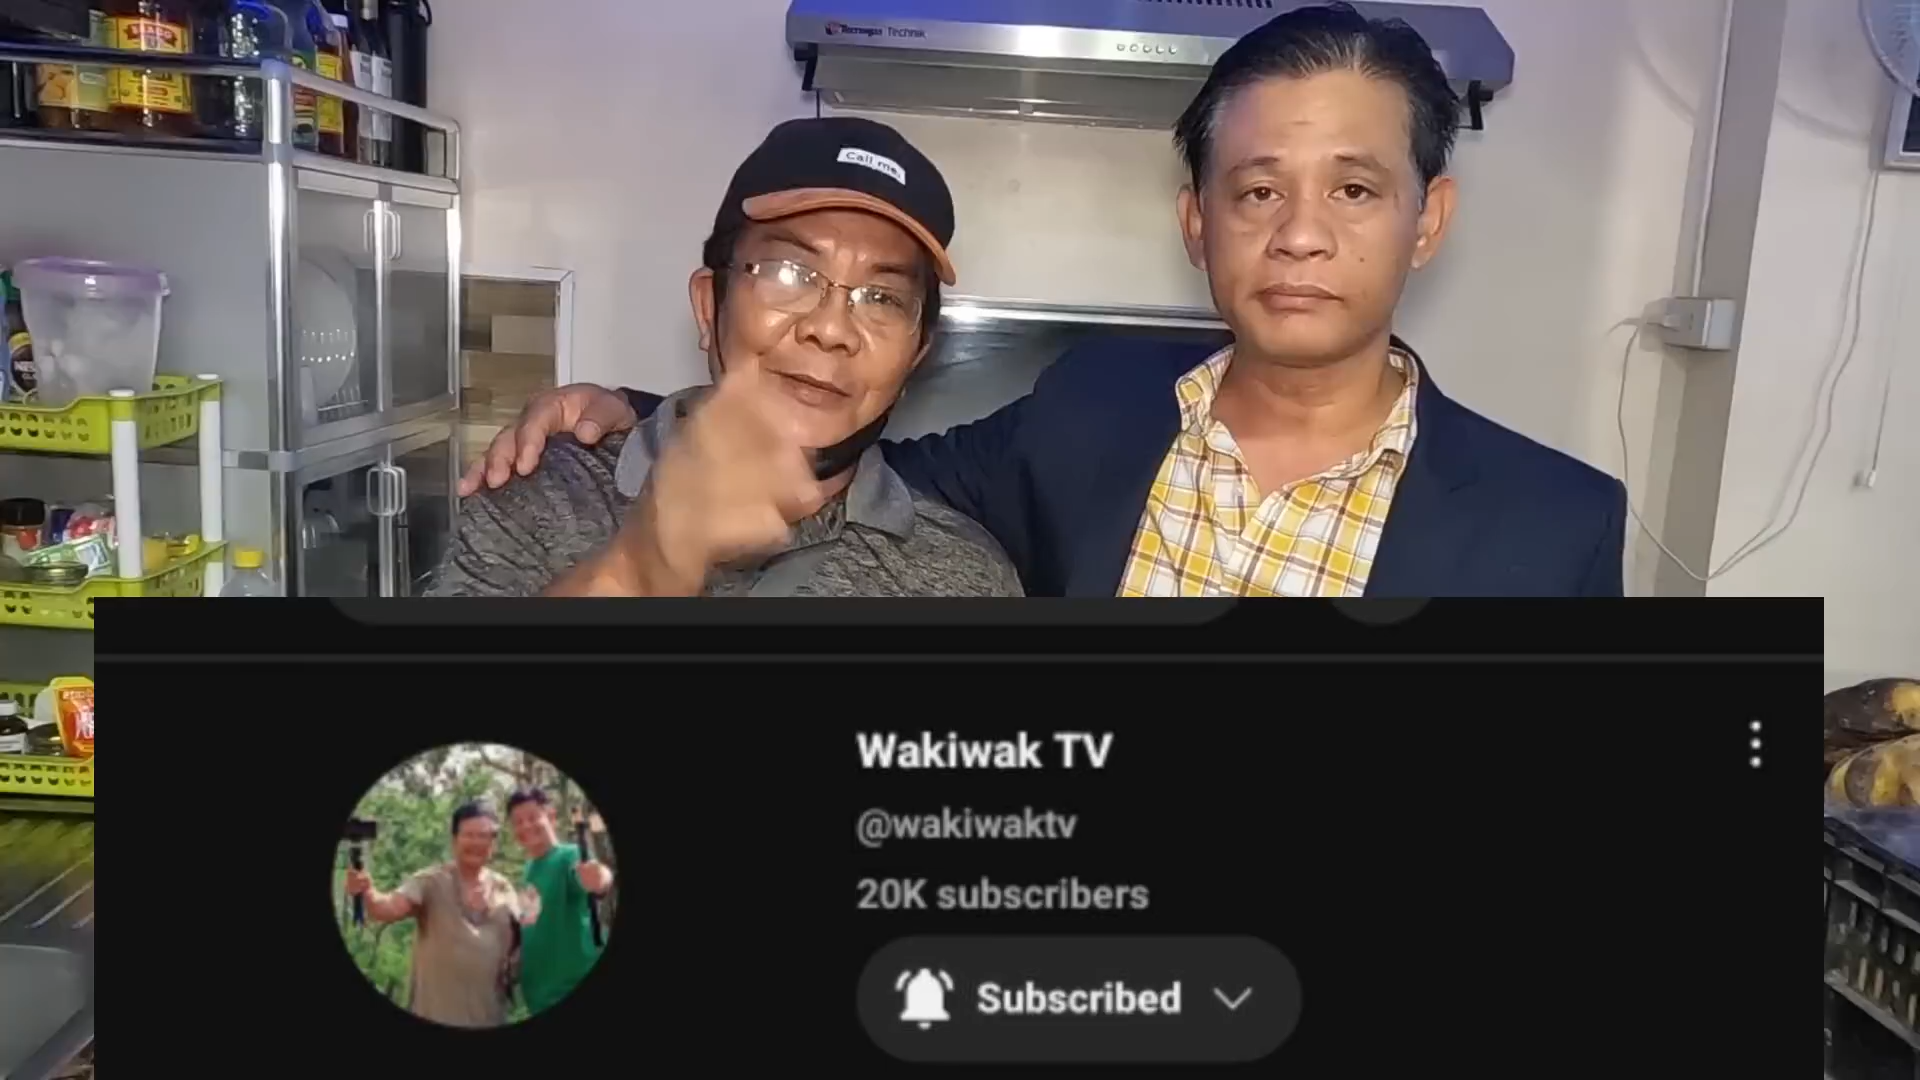 Tecnogas Technik
Call me.
Wakiwak TV
@wakiwaktv
20K subscribers
Subscribed